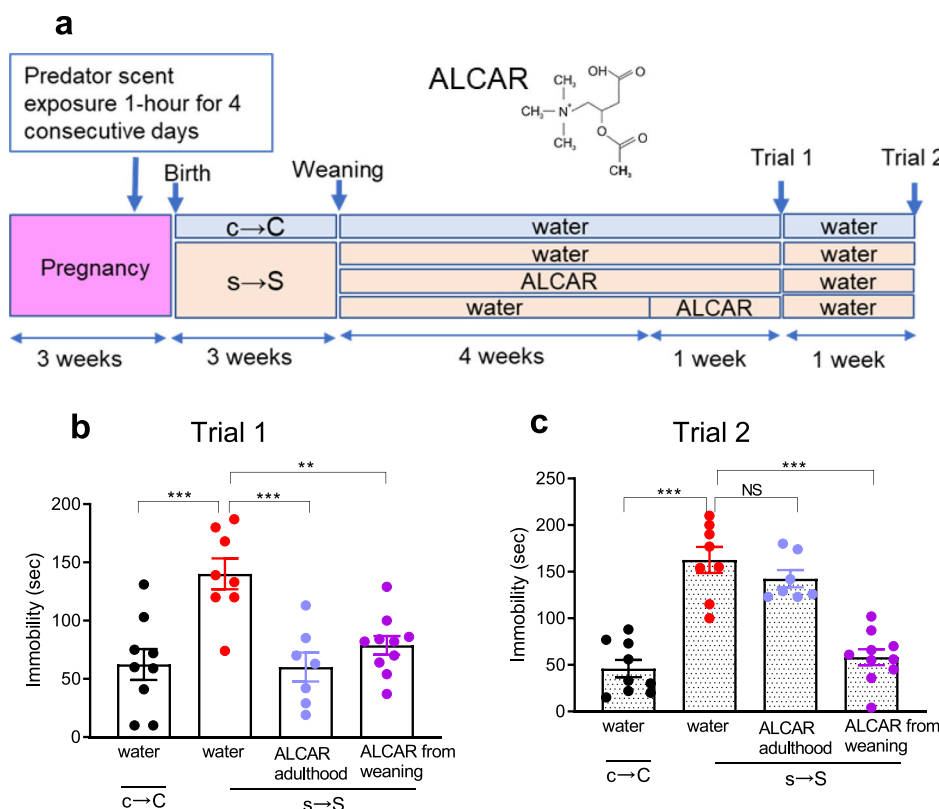 a
Predator scent
exposure 1-hour for 4
consecutive days
ALCAR
CH₃
H₃C
N⁺
CH₃
OH
O
O
O
CH₃
Birth
Weaning
Trial 1
Trial 2
Pregnancy
c→C
water
water
s→S
water
water
ALCAR
water
water
ALCAR
water
3 weeks
3 weeks
4 weeks
1 week
1 week
b
Trial 1
**
***
***
Immobility (sec)
200
150
100
50
0
water
water
ALCAR
adulthood
ALCAR from
weaning
c→C
s→S
c
Trial 2
***
***
NS
Immobility (sec)
250
200
150
100
50
0
water
water
ALCAR
adulthood
ALCAR from
weaning
c→C
s→S